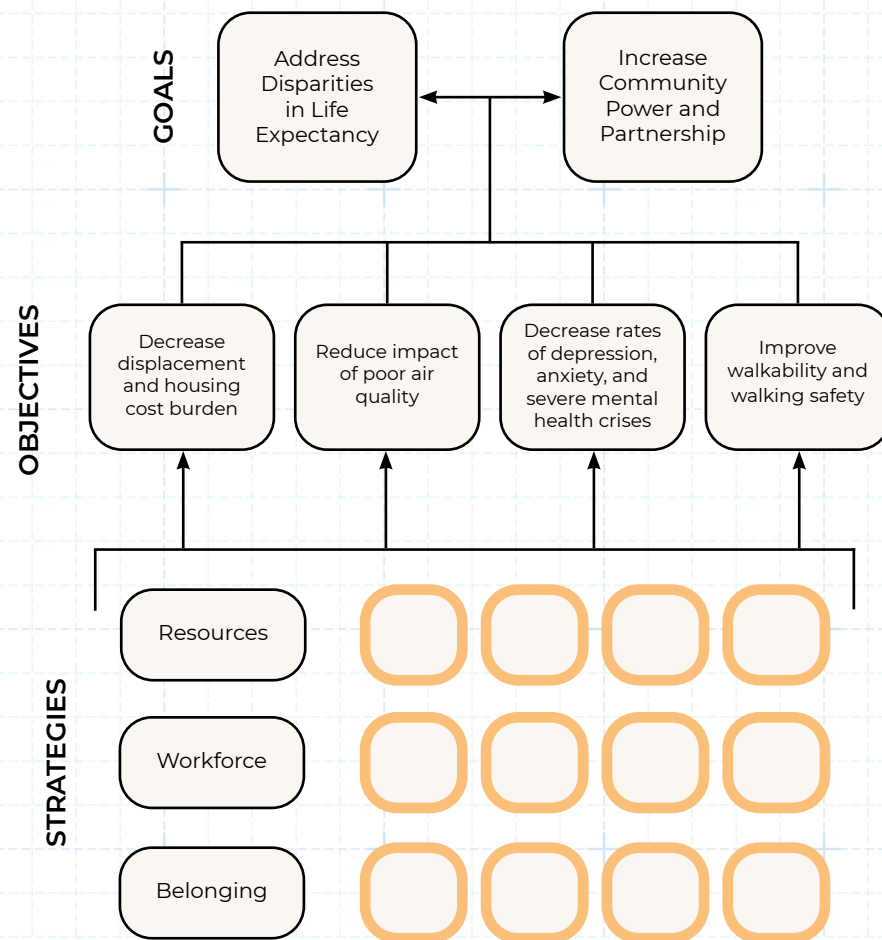 GOALS
Address
Disparities
in Life
Expectancy
Increase
Community
Power and
Partnership
OBJECTIVES
Decrease
displacement
and housing
cost burden
Reduce impact
of poor air
quality
Decrease rates
of depression,
anxiety, and
severe mental
health crises
Improve
walkability and
walking safety
STRATEGIES
Resources
Workforce
Belonging